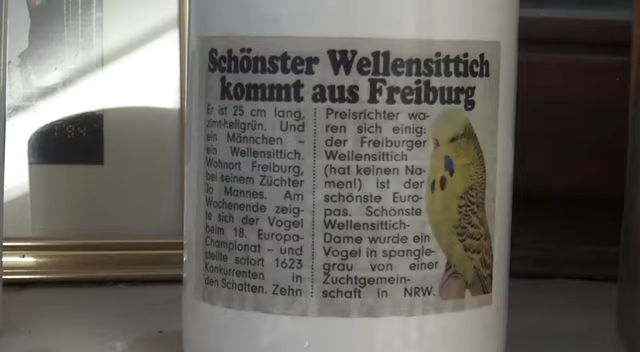 Schönster Wellensittich
kommt aus Freiburg
Er ist 25 cm lang,
zimt-hellgrün. Und
ein Männchen –
ein Wellensittich.
Wohnort Freiburg,
bei seinem Züchter
Jo Mannes. Am
Wochenende zeig-
te sich der Vogel
beim 18. Europa-
Championat – und
stellte sofort 1623
Konkurrenten in
den Schatten. Zehn
Preisrichter wa-
ren sich einig:
der Freiburger
Wellensittich
(hat keinen Na-
men!) ist der
schönste Euro-
pas. Schönste
Wellensittich-
Dame wurde ein
Vogel in spangle-
grau von einer
Zuchtgemein-
schaft in NRW.